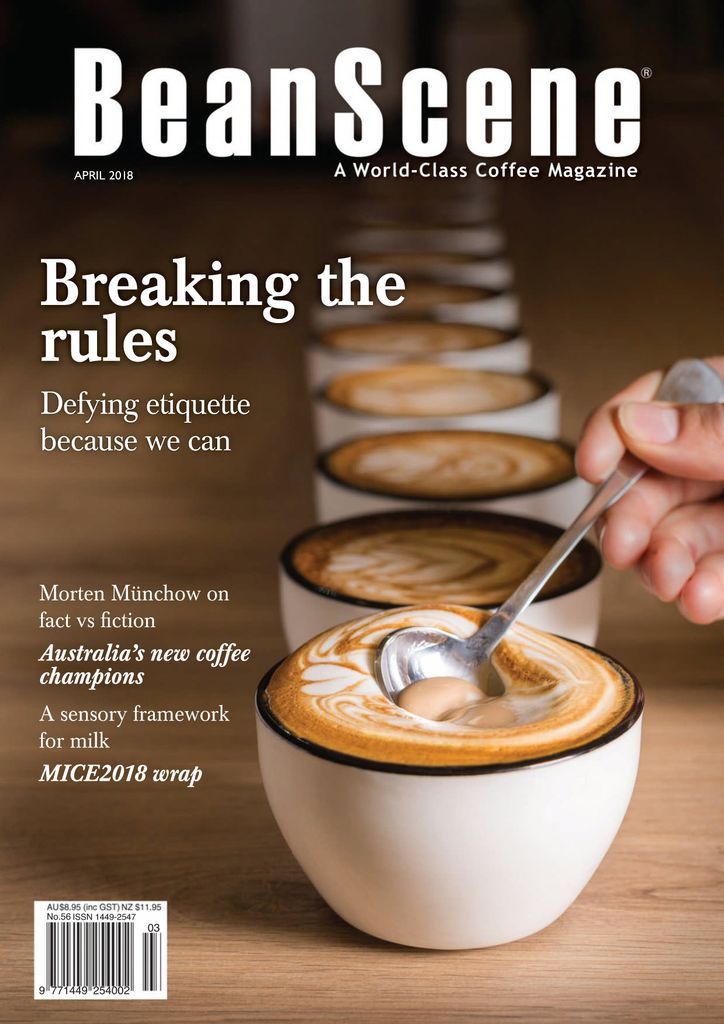 BeanScene®
APRIL 2018
A World-Class Coffee Magazine
Breaking the
rules
Defying etiquette
because we can
Morten Münchow on
fact vs fiction
Australia's new coffee
champions
A sensory framework
for milk
MICE2018 wrap
AU$8.95 (inc GST) NZ $11.95
No.56 ISSN 1449-2547
03
9 771449 254002